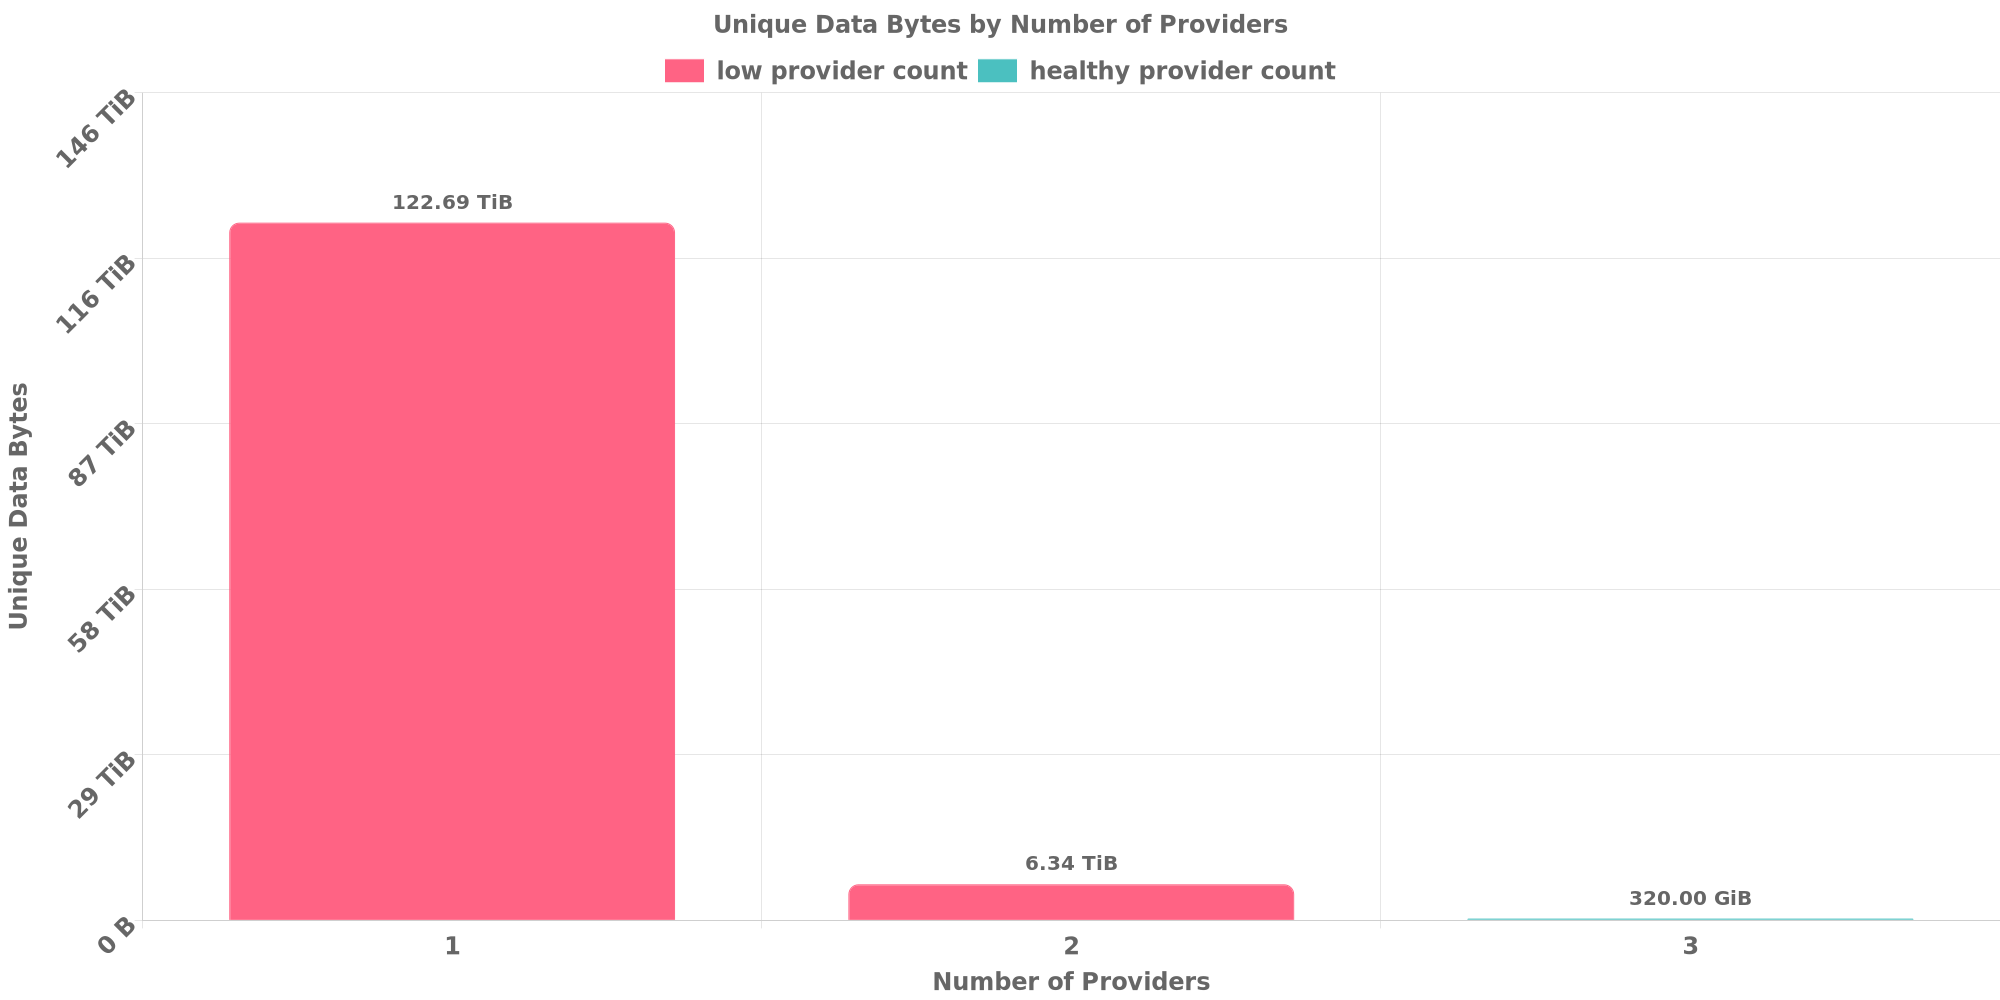 Unique Data Bytes by Number of Providers
low provider count healthy provider count
146 TiB
116 TiB
87 TiB
58 TiB
29 TiB
0 B
Unique Data Bytes
122.69 TiB
6.34 TiB
320.00 GiB
1 2 3
Number of Providers